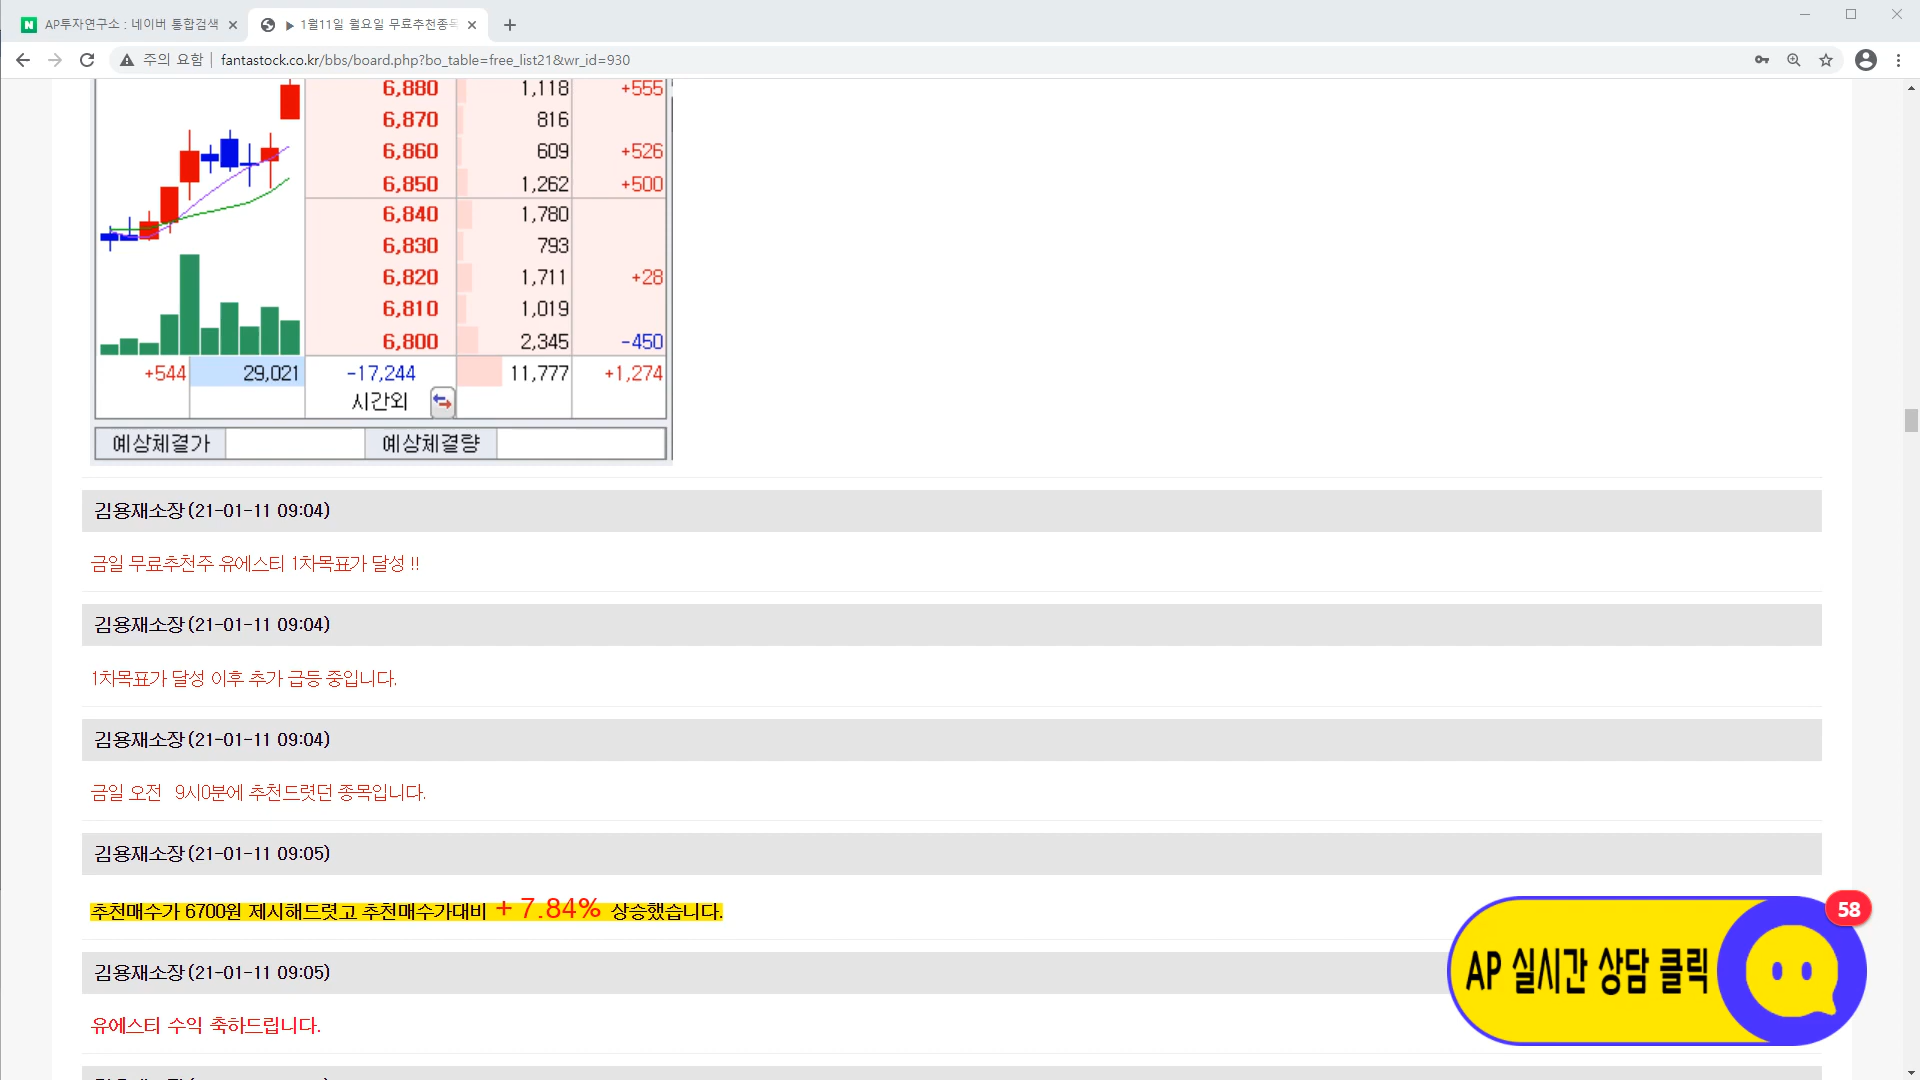 AP투자연구소 : 네이버 통합검색
▶ 1월11일 월요일 무료추천종목
주의 요함 | fantastock.co.kr/bbs/board.php?bo_table=free_list21&wr_id=930
6,880 1,118 +555
6,870 816
6,860 609 +526
6,850 1,262 +500
6,840 1,780
6,830 793
6,820 1,711 +28
6,810 1,019
6,800 2,345 -450
+544 29,021 -17,244 11,777 +1,274
시간외
예상체결가 예상체결량
김용재소장(21-01-11 09:04)
금일 무료추천주 유에스티 1차목표가 달성 !!
김용재소장(21-01-11 09:04)
1차목표가 달성 이후 추가 급등 중입니다.
김용재소장(21-01-11 09:04)
금일 오전 9시0분에 추천드렷던 종목입니다.
김용재소장(21-01-11 09:05)
추천매수가 6700원 제시해드렷고 추천매수가대비 + 7.84% 상승했습니다.
김용재소장(21-01-11 09:05)
유에스티 수익 축하드립니다.
AP 실시간 상담 클릭
58